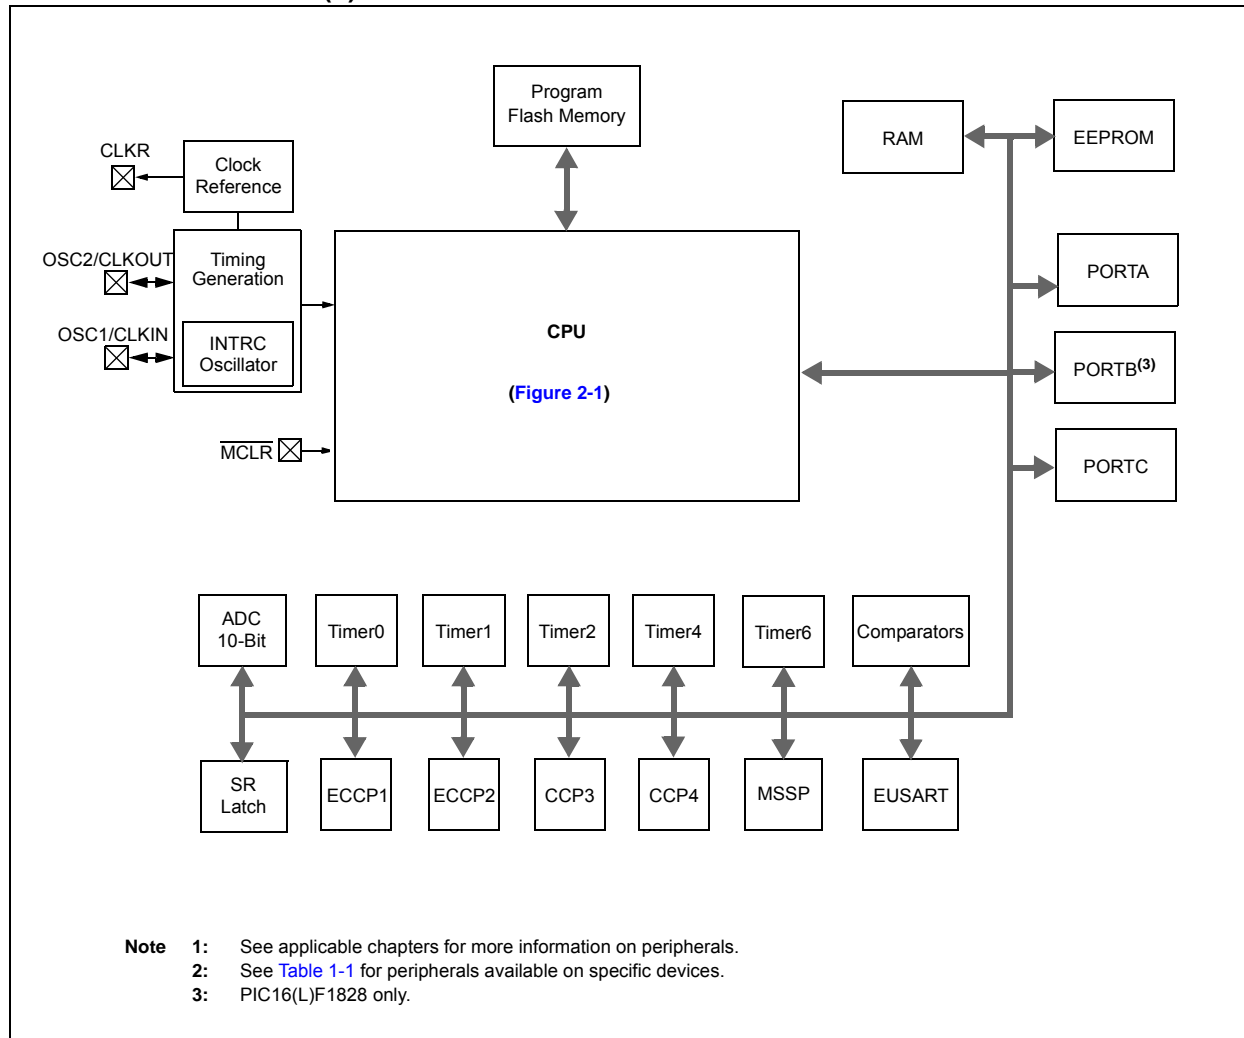 Program
Flash Memory
RAM
EEPROM
CLKR
Clock
Reference
OSC2/CLKOUT
Timing
Generation
PORTA
OSC1/CLKIN
INTRC
Oscillator
CPU
(Figure 2-1)
PORTB(3)
MCLR
PORTC
ADC
10-Bit
Timer0
Timer1
Timer2
Timer4
Timer6
Comparators
SR
Latch
ECCP1
ECCP2
CCP3
CCP4
MSSP
EUSART
Note 1: See applicable chapters for more information on peripherals.
2: See Table 1-1 for peripherals available on specific devices.
3: PIC16(L)F1828 only.